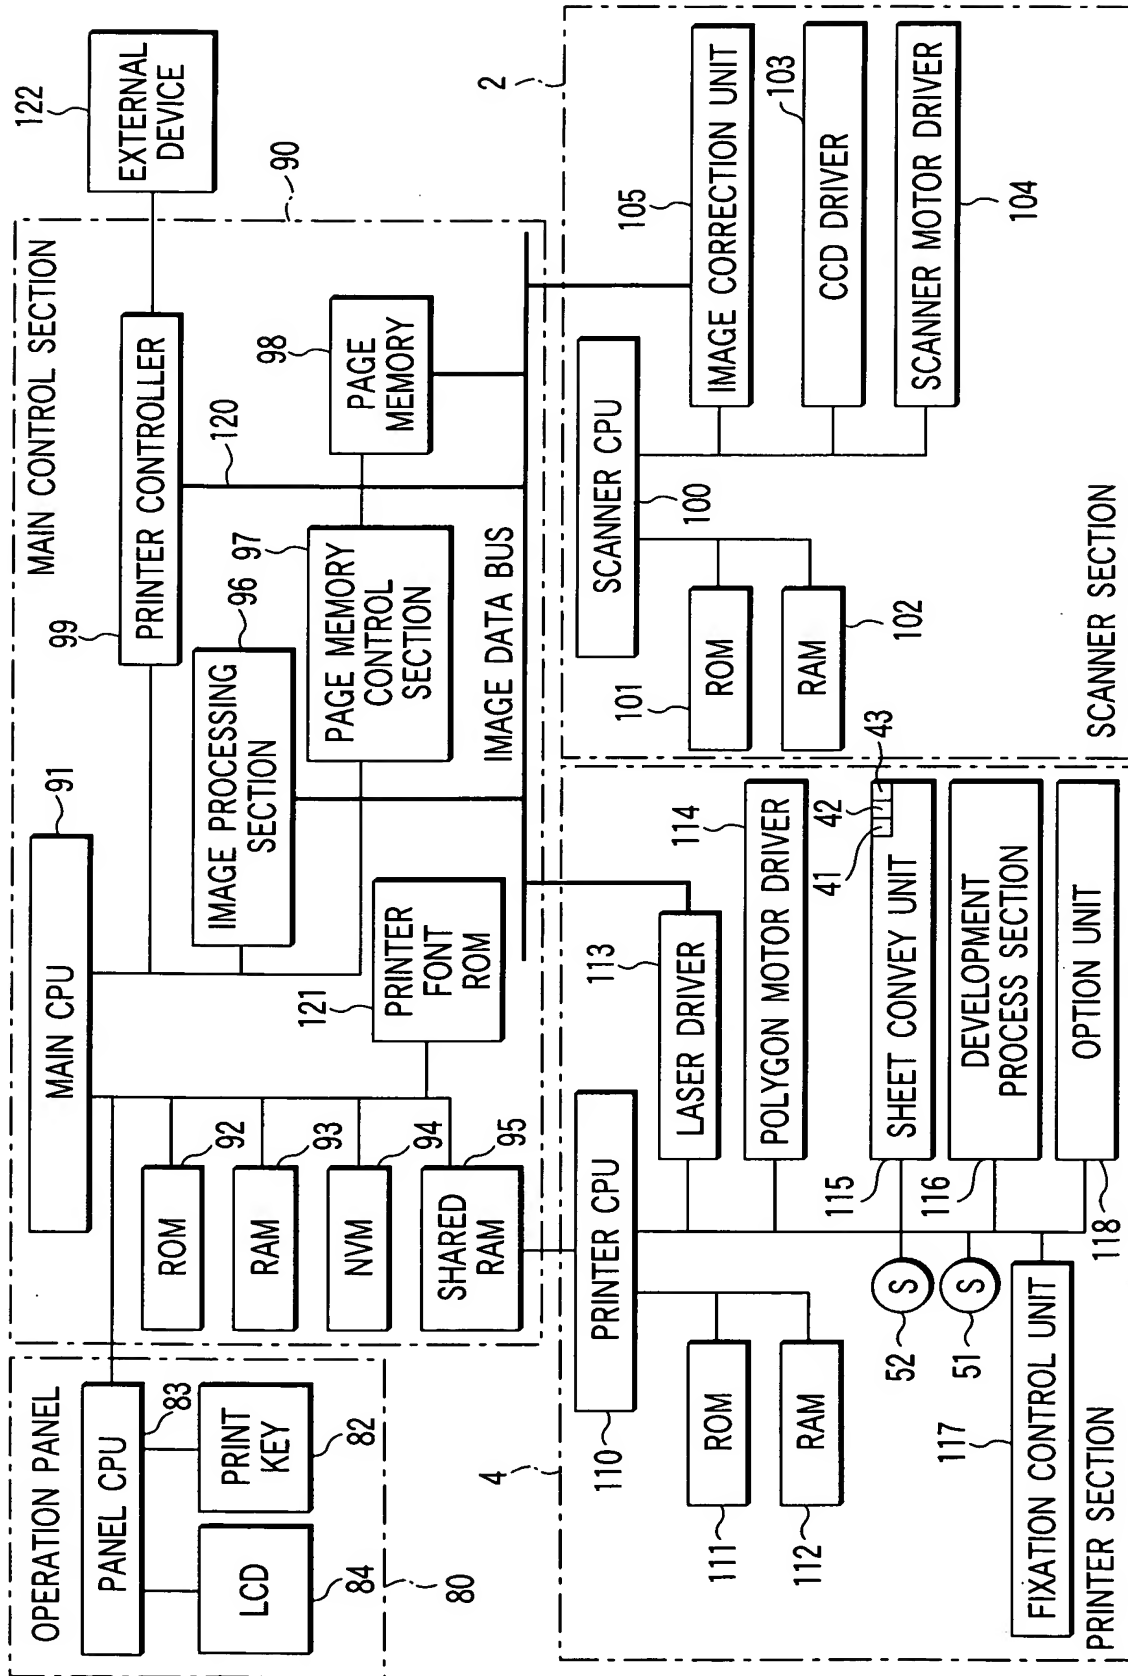 OPERATION PANEL
PANEL CPU
83
LCD
84
PRINT
KEY
82
80
MAIN CONTROL SECTION
90
MAIN CPU
91
ROM
92
RAM
93
NVM
94
SHARED
RAM
95
PRINTER
FONT
ROM
121
IMAGE PROCESSING
SECTION
96
PAGE MEMORY
CONTROL
SECTION
97
PAGE
MEMORY
98
PRINTER CONTROLLER
99
120
IMAGE DATA BUS
EXTERNAL
DEVICE
122
4
PRINTER CPU
110
ROM
111
RAM
112
LASER DRIVER
113
POLYGON MOTOR DRIVER
114
SHEET CONVEY UNIT
115
41
42
43
DEVELOPMENT
PROCESS SECTION
116
OPTION UNIT
118
S
52
S
51
FIXATION CONTROL UNIT
117
PRINTER SECTION
2
SCANNER CPU
100
ROM
101
RAM
102
IMAGE CORRECTION UNIT
105
CCD DRIVER
103
SCANNER MOTOR DRIVER
104
SCANNER SECTION